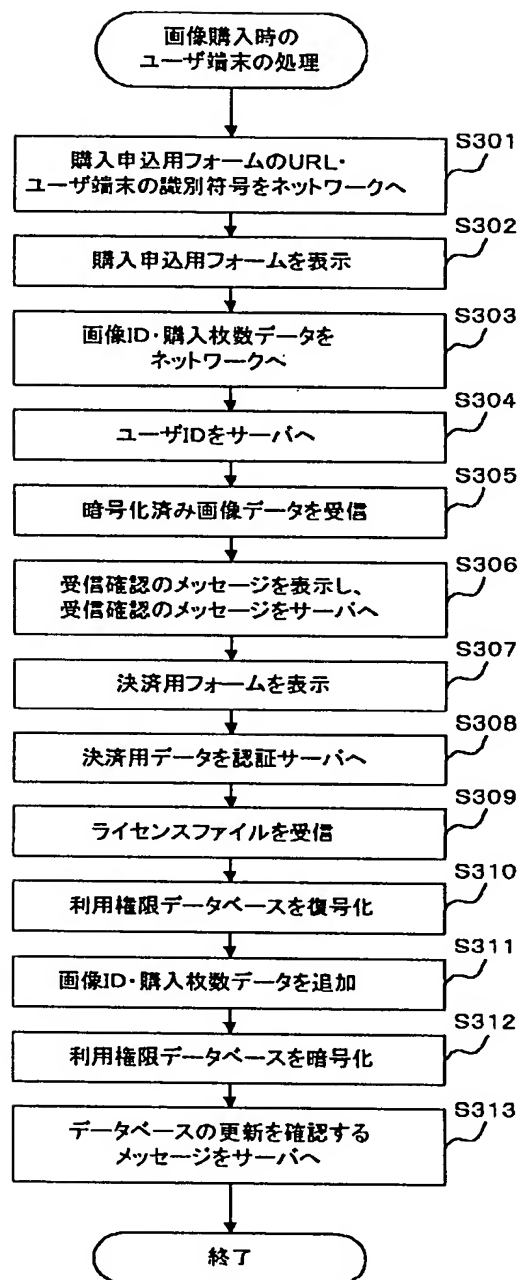 画像購入時の
ユーザ端末の処理
S301
購入申込用フォームのURL・
ユーザ端末の識別符号をネットワークへ
S302
購入申込用フォームを表示
S303
画像ID・購入枚数データを
ネットワークへ
S304
ユーザIDをサーバへ
S305
暗号化済み画像データを受信
S306
受信確認のメッセージを表示し、
受信確認のメッセージをサーバへ
S307
決済用フォームを表示
S308
決済用データを認証サーバへ
S309
ライセンスファイルを受信
S310
利用権限データベースを復号化
S311
画像ID・購入枚数データを追加
S312
利用権限データベースを暗号化
S313
データベースの更新を確認する
メッセージをサーバへ
終了